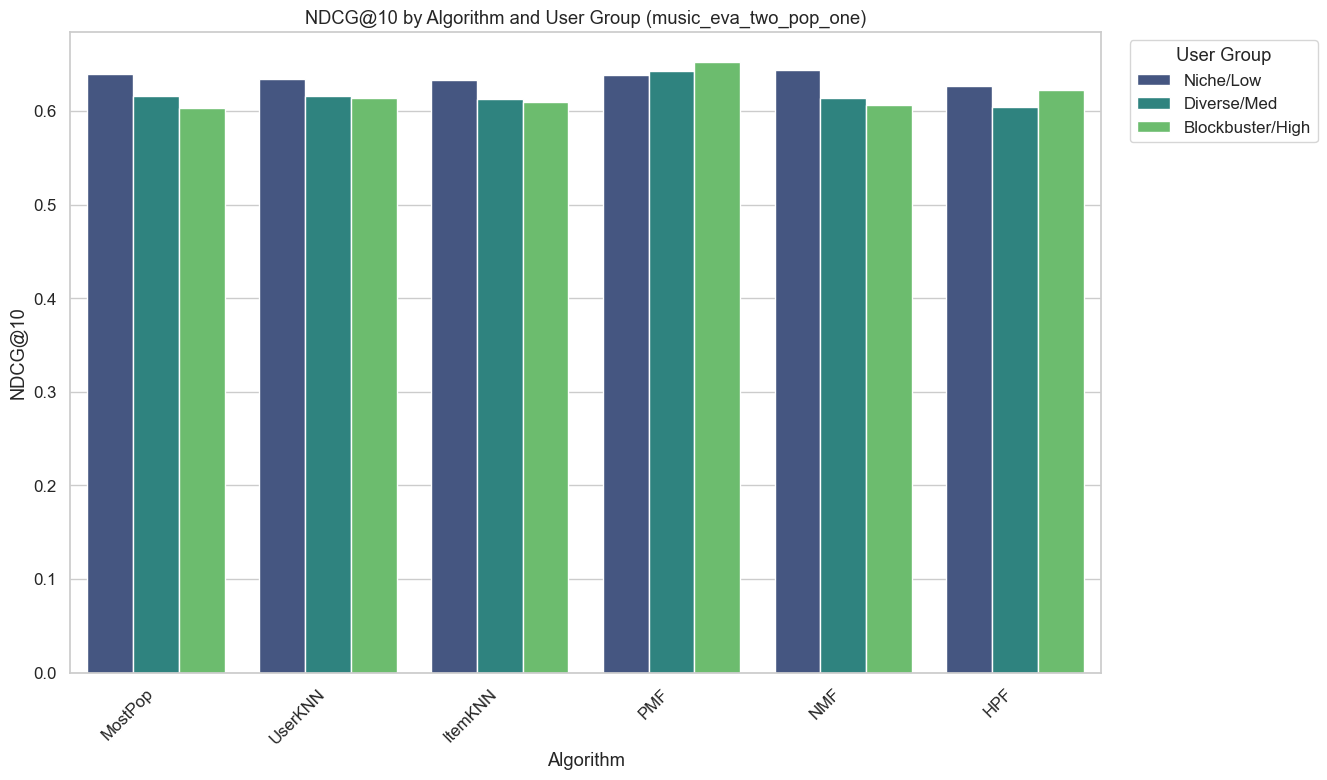 NDCG@10 by Algorithm and User Group (music_eva_two_pop_one)
User Group
Niche/Low
Diverse/Med
Blockbuster/High
NDCG@10
0.6
0.5
0.4
0.3
0.2
0.1
0.0
MostPop
UserKNN
ItemKNN
PMF
NMF
HPF
Algorithm